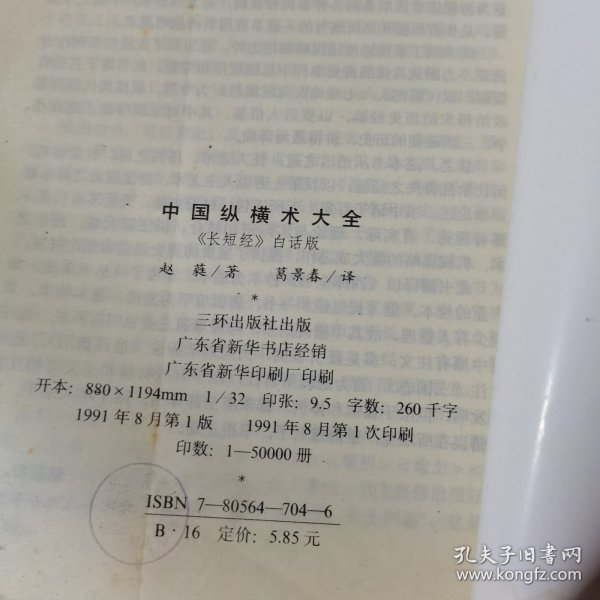 中国纵横术大全
《长短经》白话版
赵 蕤／著 葛景春／译
*
三环出版社出版
广东省新华书店经销
广东省新华印刷厂印刷
开本：880×1194mm 1/32 印张：9.5 字数：260千字
1991年8月第1版 1991年8月第1次印刷
印数：1—50000册
*
ISBN 7—80564—704—6
B·16 定价：5.85元
孔夫子旧书网
www.kongfz.com